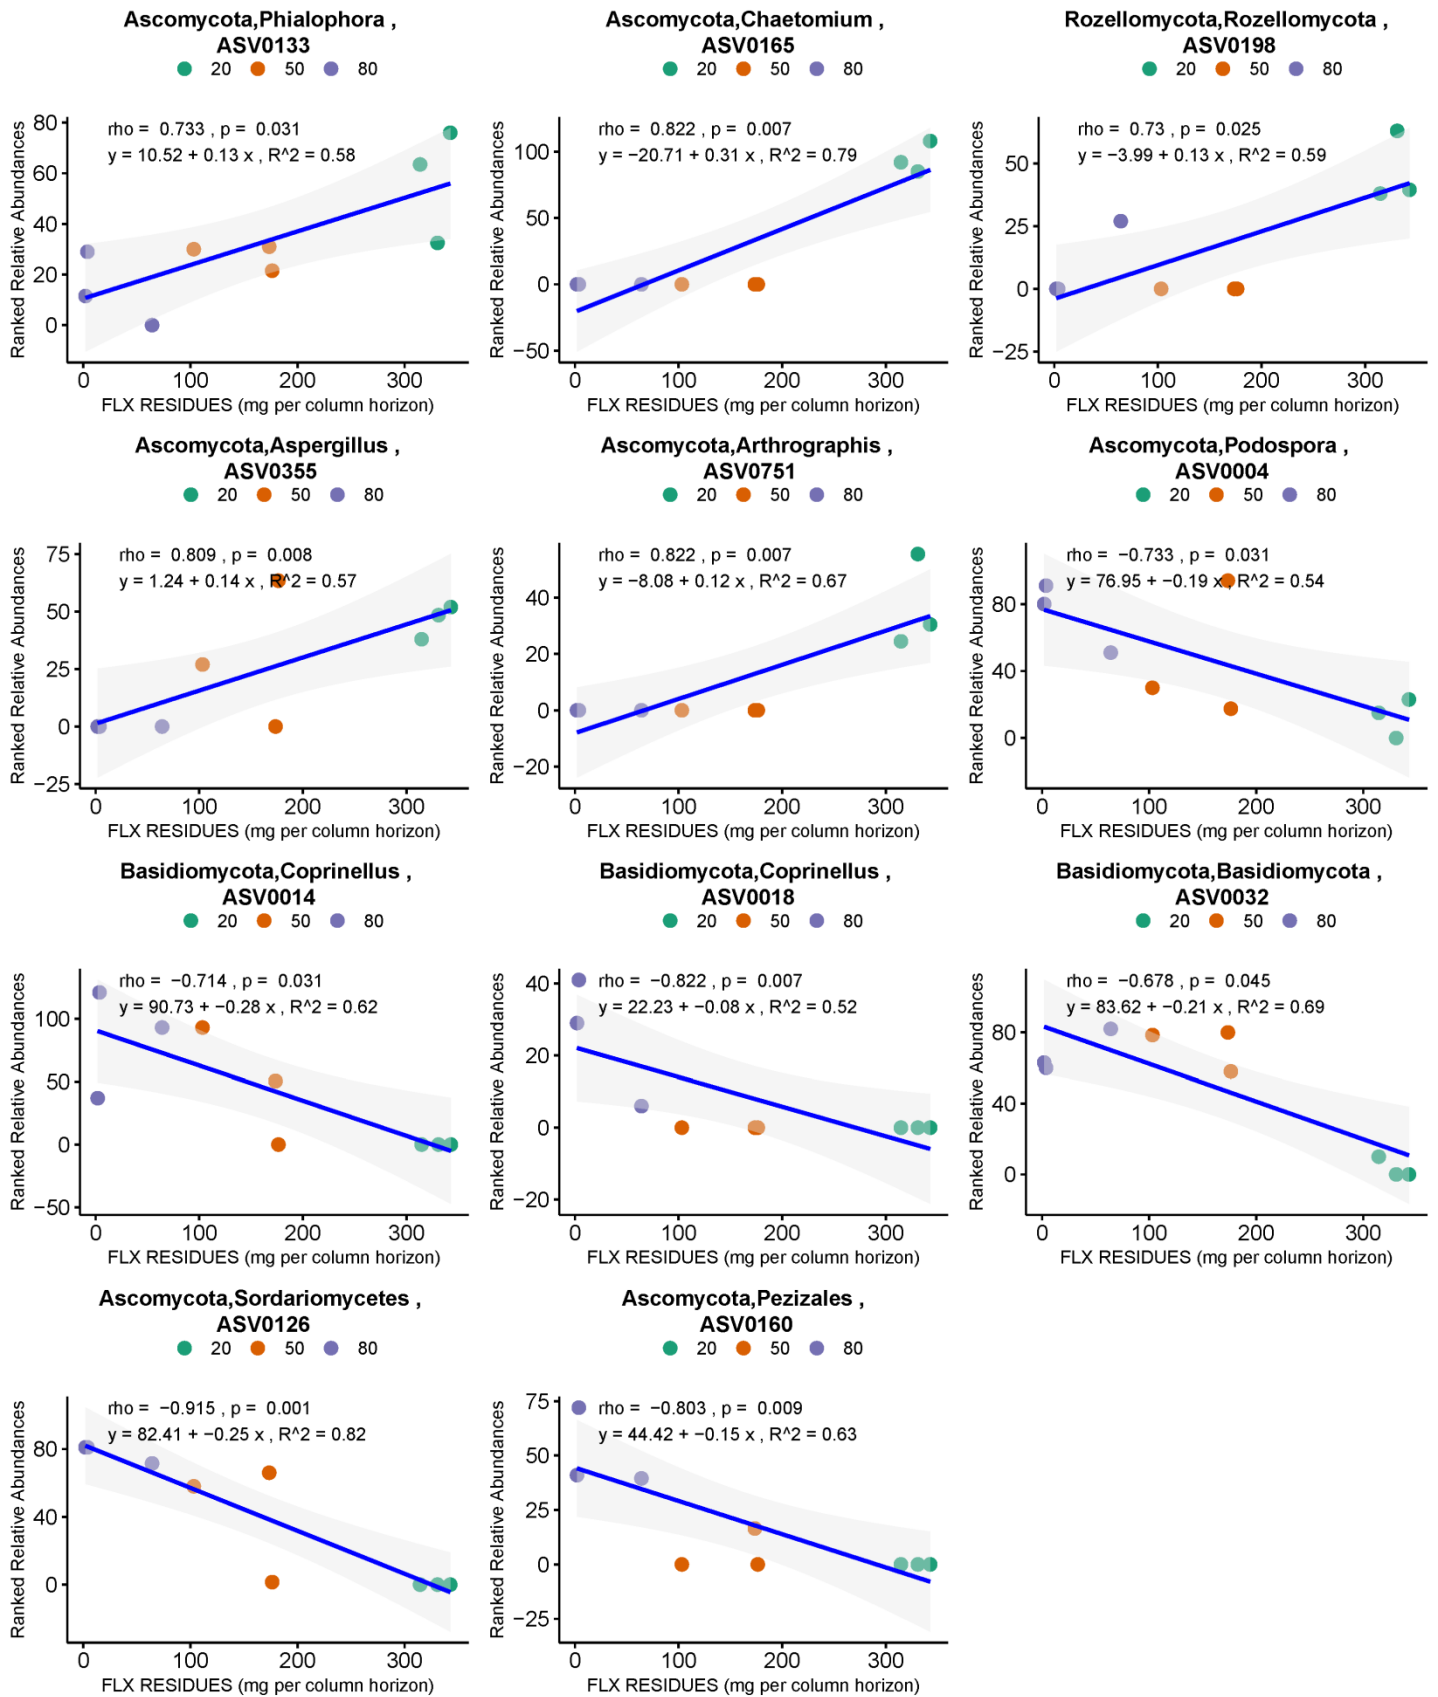 Ascomycota,Phialophora ,
ASV0133
20 50 80
rho = 0.733 , p = 0.031
y = 10.52 + 0.13 x , R^2 = 0.58
Ranked Relative Abundances
80
60
40
20
0
0 100 200 300
FLX RESIDUES (mg per column horizon)
Ascomycota,Chaetomium ,
ASV0165
20 50 80
rho = 0.822 , p = 0.007
y = −20.71 + 0.31 x , R^2 = 0.79
Ranked Relative Abundances
100
50
0
−50
0 100 200 300
FLX RESIDUES (mg per column horizon)
Rozellomycota,Rozellomycota ,
ASV0198
20 50 80
rho = 0.73 , p = 0.025
y = −3.99 + 0.13 x , R^2 = 0.59
Ranked Relative Abundances
50
25
0
−25
0 100 200 300
FLX RESIDUES (mg per column horizon)
Ascomycota,Aspergillus ,
ASV0355
20 50 80
rho = 0.809 , p = 0.008
y = 1.24 + 0.14 x , R^2 = 0.57
Ranked Relative Abundances
75
50
25
0
−25
0 100 200 300
FLX RESIDUES (mg per column horizon)
Ascomycota,Arthrographis ,
ASV0751
20 50 80
rho = 0.822 , p = 0.007
y = −8.08 + 0.12 x , R^2 = 0.67
Ranked Relative Abundances
40
20
0
−20
0 100 200 300
FLX RESIDUES (mg per column horizon)
Ascomycota,Podospora ,
ASV0004
20 50 80
rho = −0.733 , p = 0.031
y = 76.95 + −0.19 x , R^2 = 0.54
Ranked Relative Abundances
80
40
0
0 100 200 300
FLX RESIDUES (mg per column horizon)
Basidiomycota,Coprinellus ,
ASV0014
20 50 80
rho = −0.714 , p = 0.031
y = 90.73 + −0.28 x , R^2 = 0.62
Ranked Relative Abundances
100
50
0
−50
0 100 200 300
FLX RESIDUES (mg per column horizon)
Basidiomycota,Coprinellus ,
ASV0018
20 50 80
rho = −0.822 , p = 0.007
y = 22.23 + −0.08 x , R^2 = 0.52
Ranked Relative Abundances
40
20
0
−20
0 100 200 300
FLX RESIDUES (mg per column horizon)
Basidiomycota,Basidiomycota ,
ASV0032
20 50 80
rho = −0.678 , p = 0.045
y = 83.62 + −0.21 x , R^2 = 0.69
Ranked Relative Abundances
80
40
0
0 100 200 300
FLX RESIDUES (mg per column horizon)
Ascomycota,Sordariomycetes ,
ASV0126
20 50 80
rho = −0.915 , p = 0.001
y = 82.41 + −0.25 x , R^2 = 0.82
Ranked Relative Abundances
80
40
0
0 100 200 300
FLX RESIDUES (mg per column horizon)
Ascomycota,Pezizales ,
ASV0160
20 50 80
rho = −0.803 , p = 0.009
y = 44.42 + −0.15 x , R^2 = 0.63
Ranked Relative Abundances
75
50
25
0
−25
0 100 200 300
FLX RESIDUES (mg per column horizon)